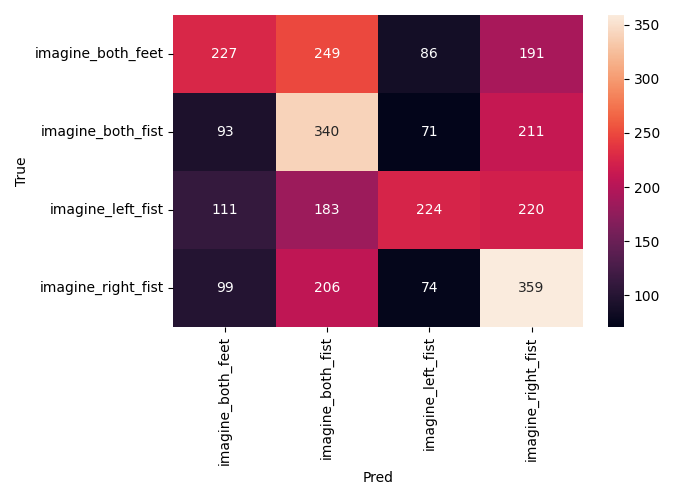 imagine_both_feet 227 249 86 191
imagine_both_fist 93 340 71 211
imagine_left_fist 111 183 224 220
imagine_right_fist 99 206 74 359
True
imagine_both_feet
imagine_both_fist
imagine_left_fist
imagine_right_fist
Pred
350
300
250
200
150
100